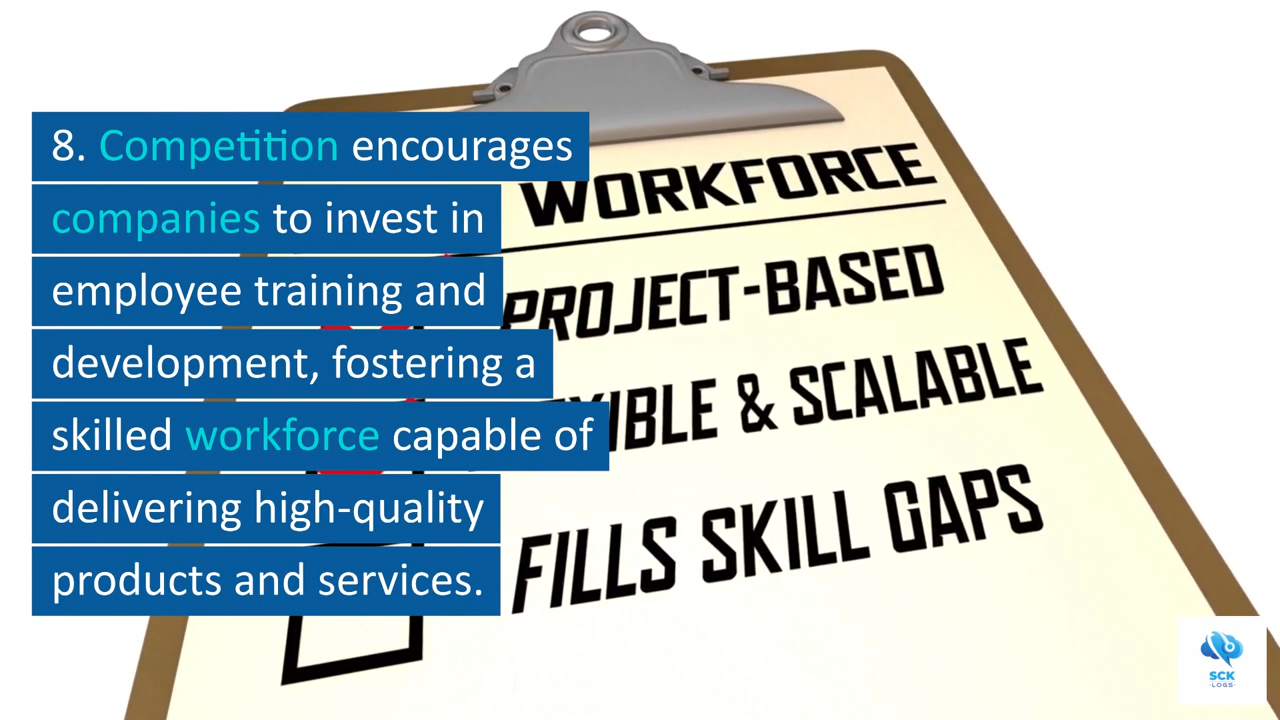 8. Competition encourages
companies to invest in
employee training and
development, fostering a
skilled workforce capable of
delivering high-quality
products and services.
WORKFORCE
PROJECT-BASED
XIBLE & SCALABLE
FILLS SKILL GAPS
SCK
·LOGS·